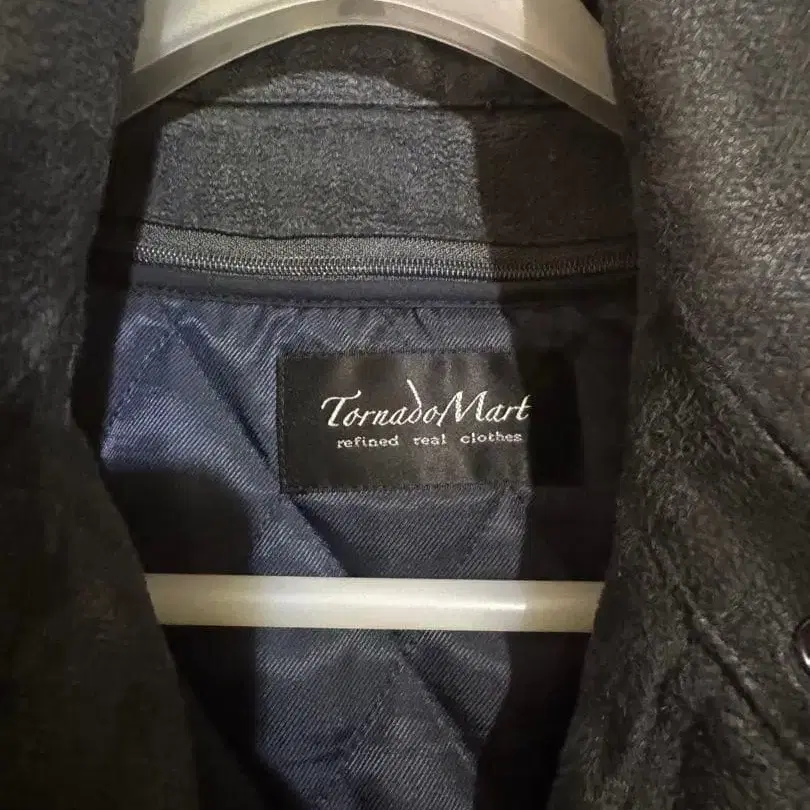 TornadoMart
refined real clothes